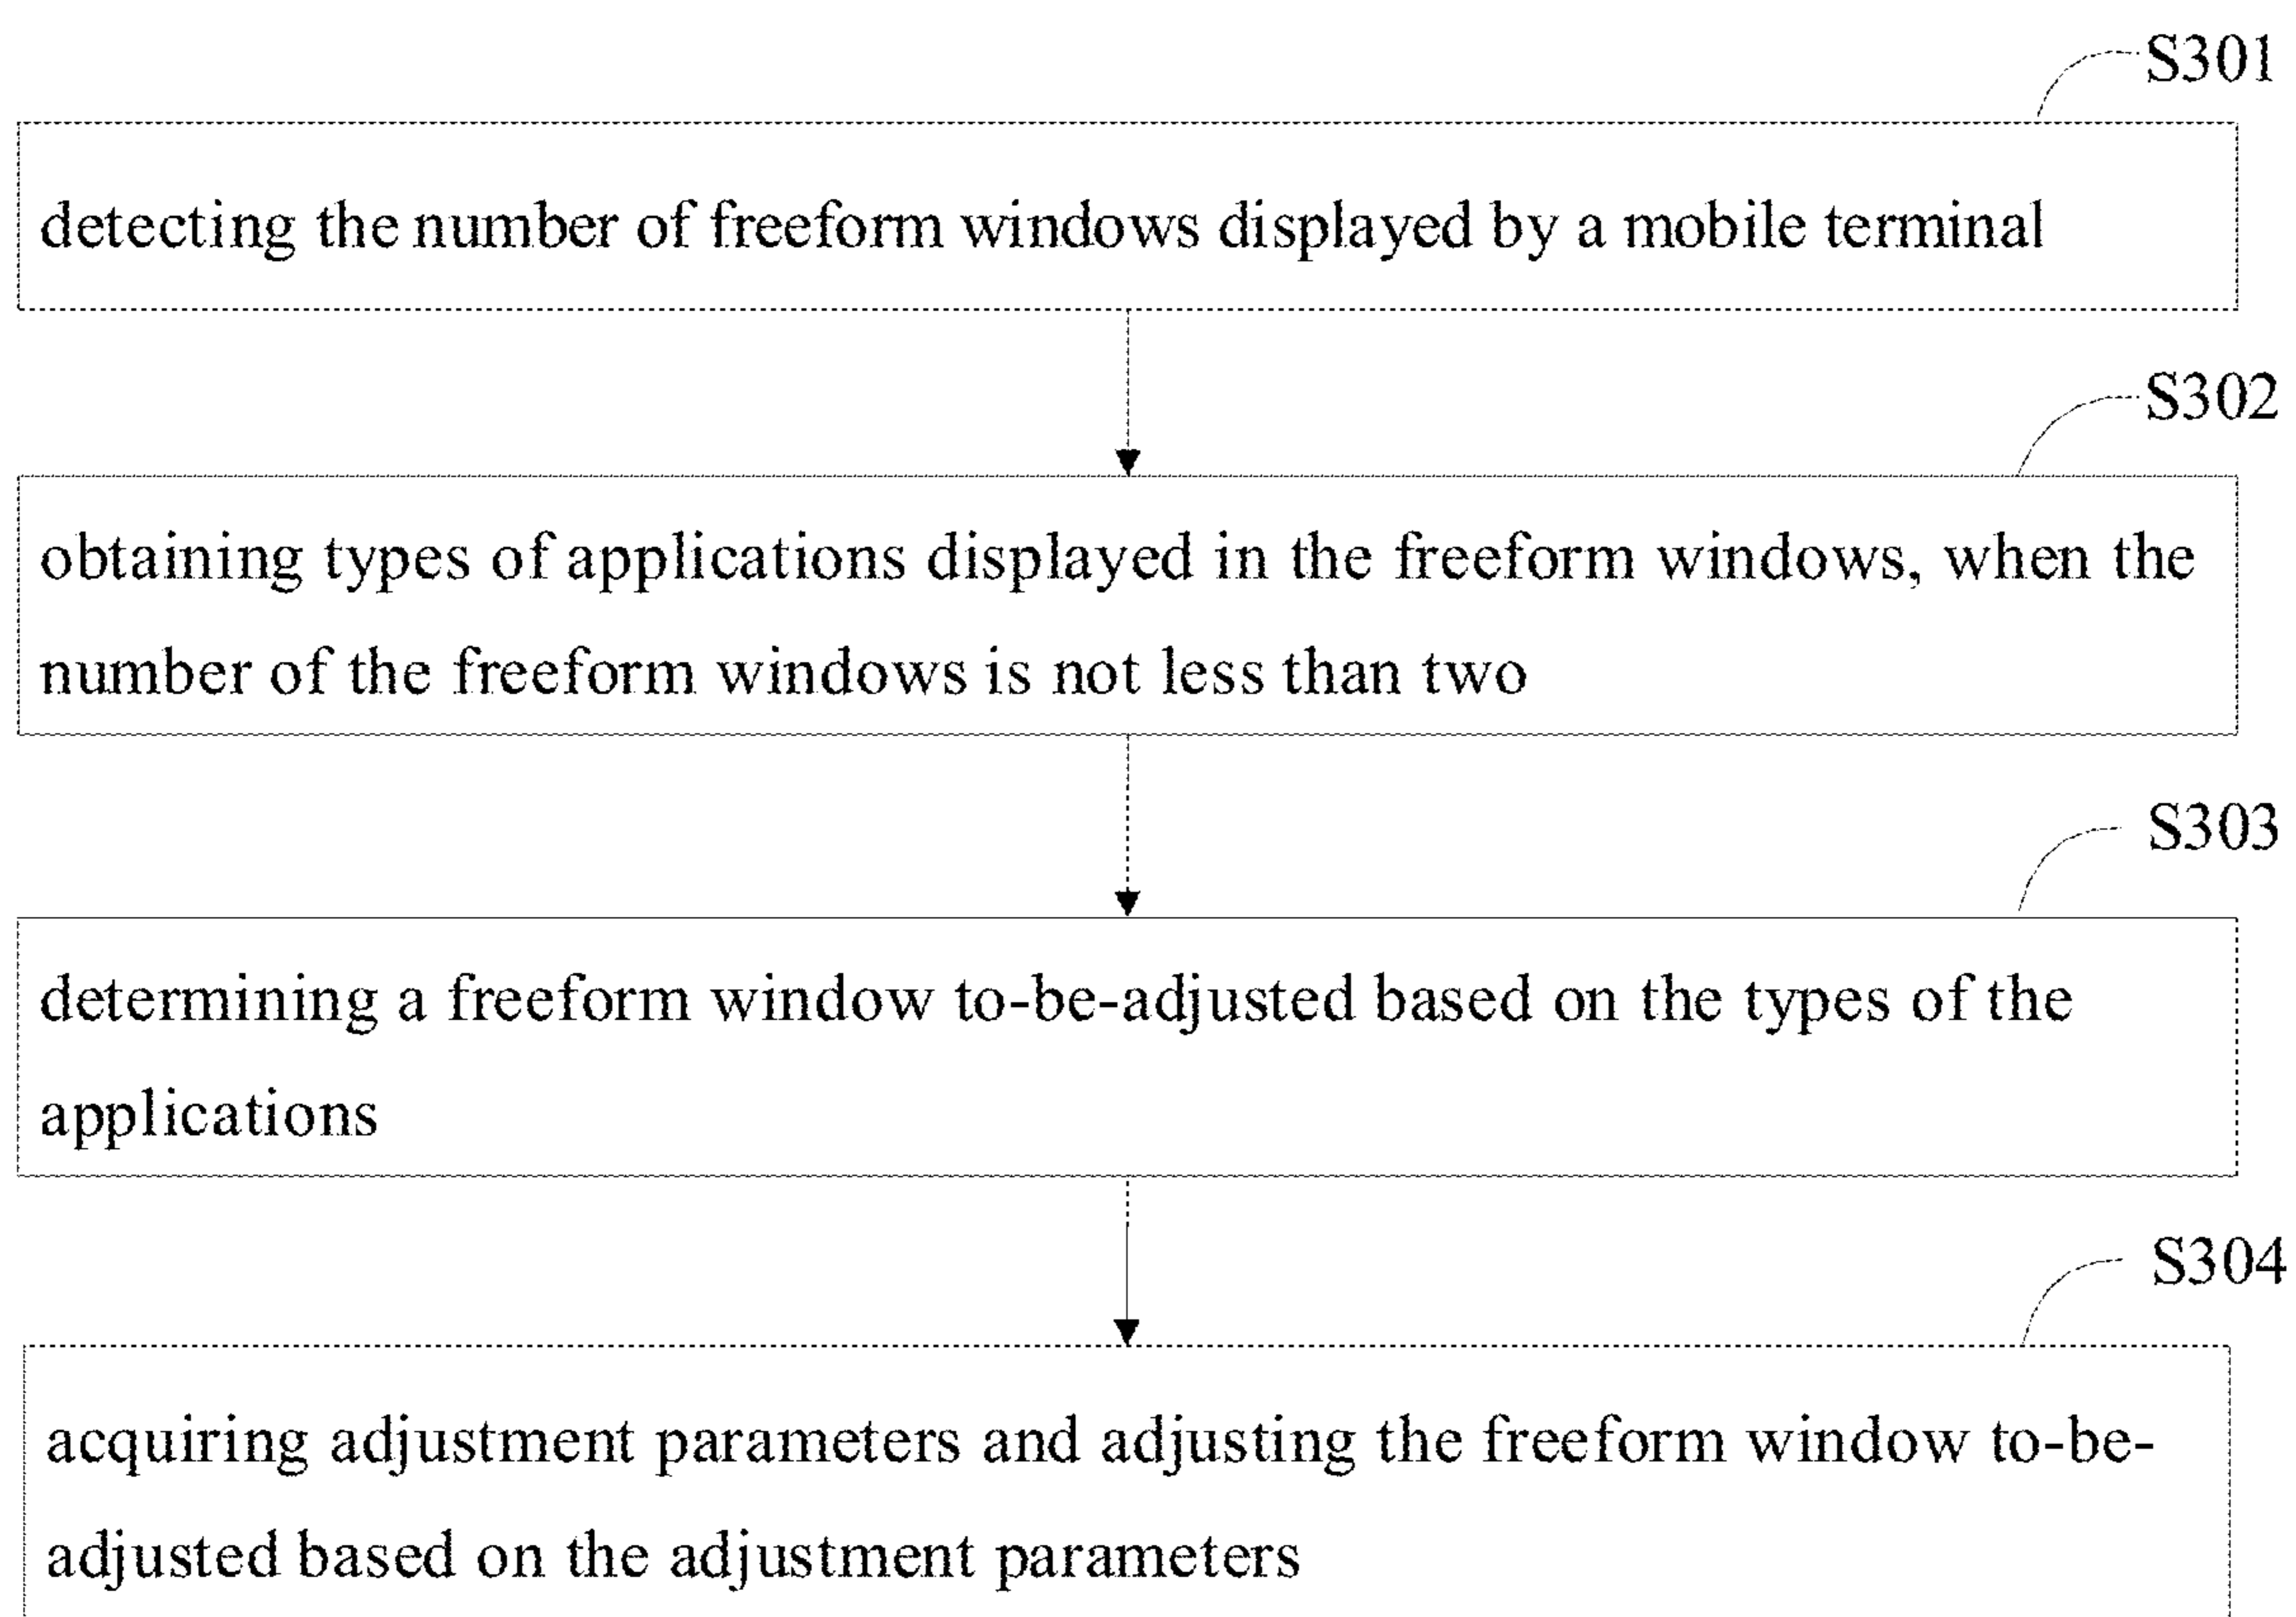 S301
detecting the number of freeform windows displayed by a mobile terminal
S302
obtaining types of applications displayed in the freeform windows, when the
number of the freeform windows is not less than two
S303
determining a freeform window to-be-adjusted based on the types of the
applications
S304
acquiring adjustment parameters and adjusting the freeform window to-be-
adjusted based on the adjustment parameters